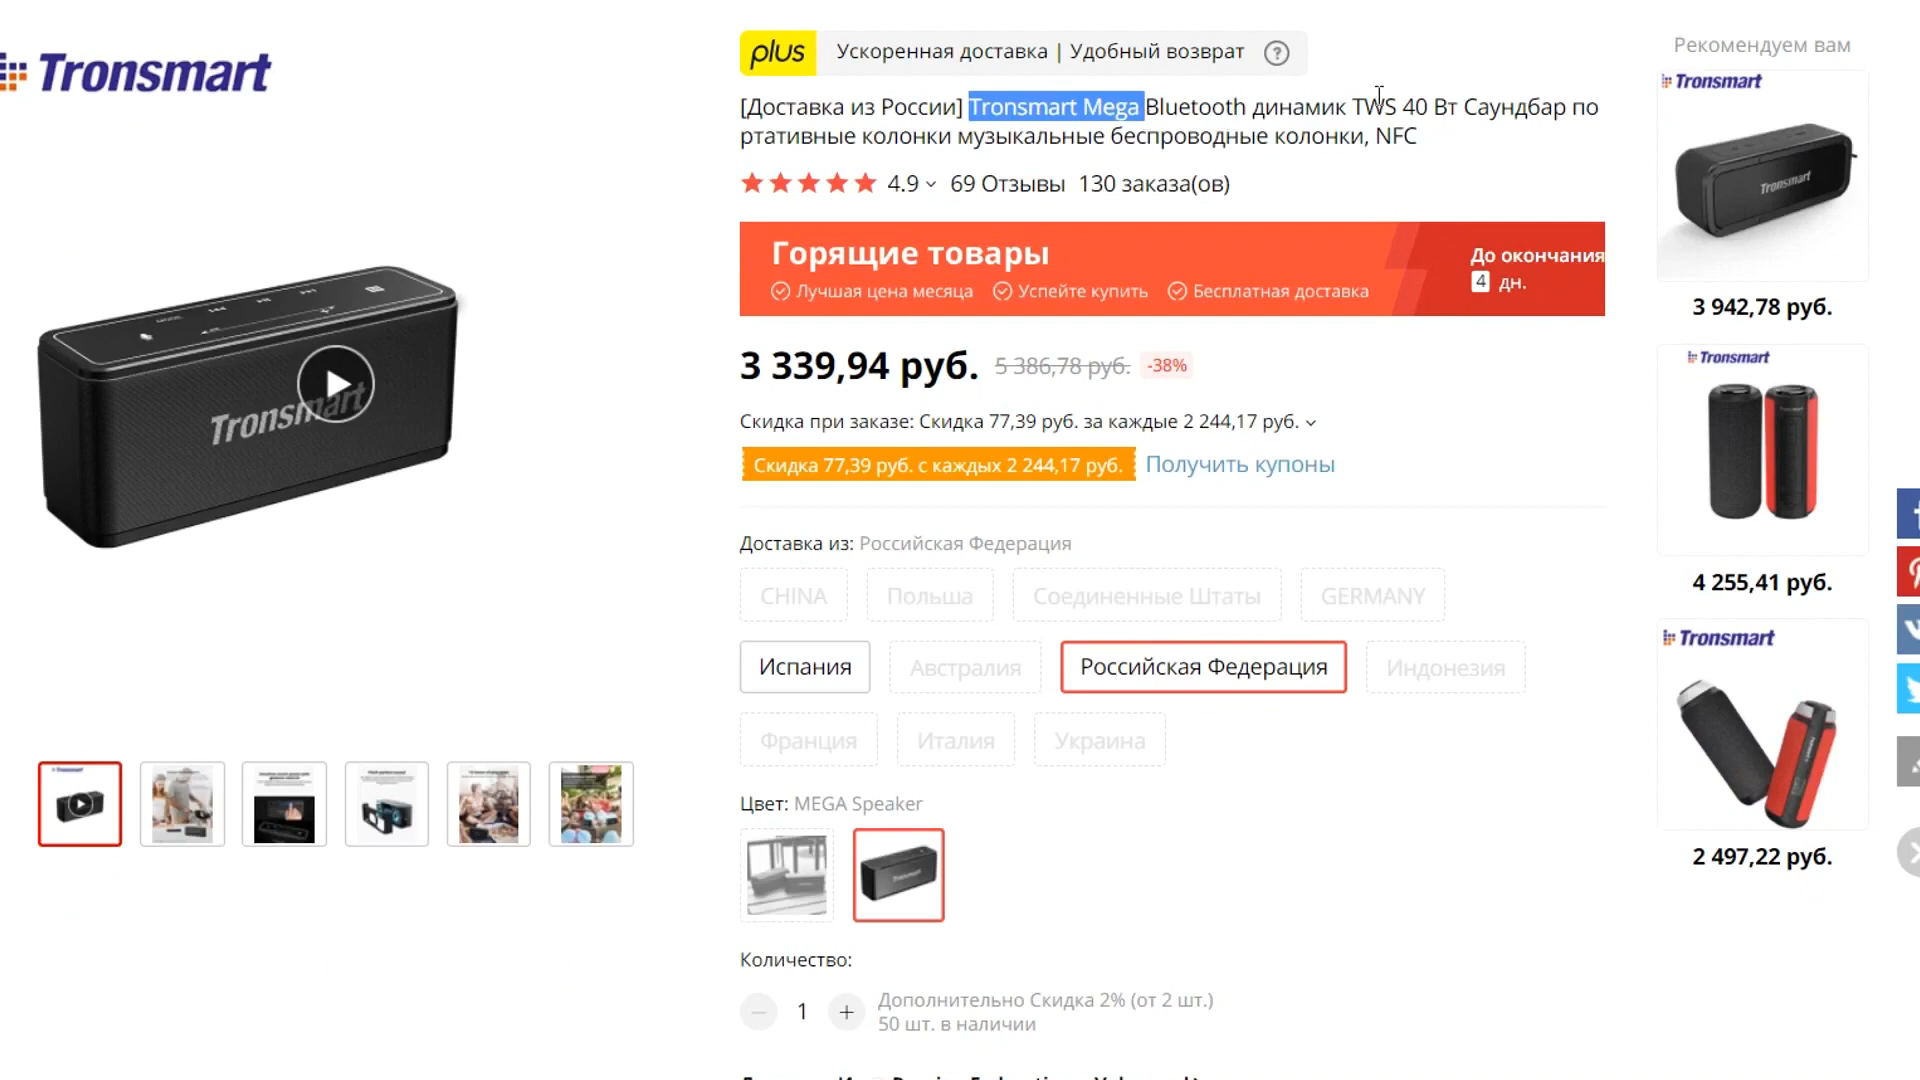 Tronsmart
Tronsmart
plus
Ускоренная доставка | Удобный возврат ?
[Доставка из России] Tronsmart Mega Bluetooth динамик TWS 40 Вт Саундбар по
ртативные колонки музыкальные беспроводные колонки, NFC
4.9 69 Отзывы 130 заказа(ов)
Горящие товары
Лучшая цена месяца Успейте купить Бесплатная доставка
До окончания
4 дн.
3 339,94 руб. 5 386,78 руб. -38%
Скидка при заказе: Скидка 77,39 руб. за каждые 2 244,17 руб.
Скидка 77,39 руб. с каждых 2 244,17 руб. Получить купоны
Доставка из: Российская Федерация
CHINA Польша Соединенные Штаты GERMANY
Испания Австралия Российская Федерация Индонезия
Франция Италия Украина
Цвет: MEGA Speaker
Количество:
− 1 +
Дополнительно Скидка 2% (от 2 шт.)
50 шт. в наличии
Рекомендуем вам
Tronsmart
Tronsmart
3 942,78 руб.
Tronsmart
4 255,41 руб.
Tronsmart
2 497,22 руб.